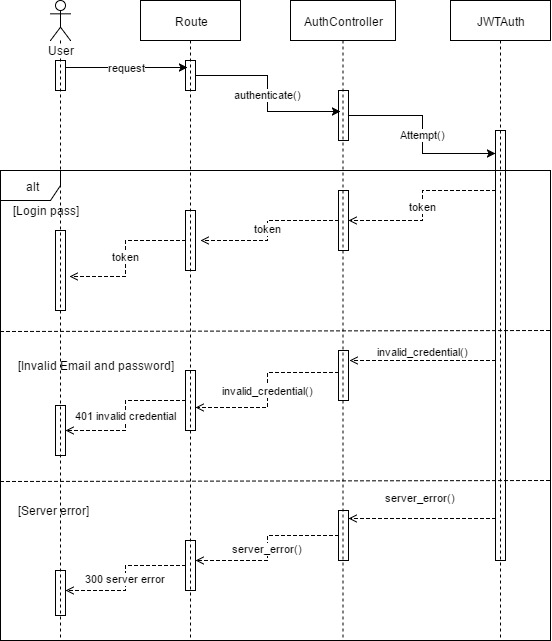 Route
AuthController
JWTAuth
User
request
authenticate()
Attempt()
alt
[Login pass]
token
token
token
[Invalid Email and password]
invalid_credential()
invalid_credential()
401 invalid credential
[Server error]
server_error()
server_error()
300 server error